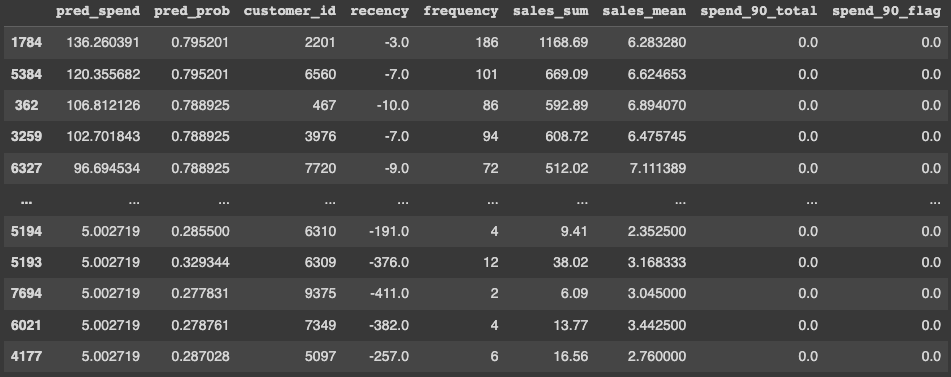 pred_spend pred_prob customer_id recency frequency sales_sum sales_mean spend_90_total spend_90_flag
1784 136.260391 0.795201 2201 -3.0 186 1168.69 6.283280 0.0 0.0
5384 120.355682 0.795201 6560 -7.0 101 669.09 6.624653 0.0 0.0
362 106.812126 0.788925 467 -10.0 86 592.89 6.894070 0.0 0.0
3259 102.701843 0.788925 3976 -7.0 94 608.72 6.475745 0.0 0.0
6327 96.694534 0.788925 7720 -9.0 72 512.02 7.111389 0.0 0.0
... ... ... ... ... ... ... ... ... ...
5194 5.002719 0.285500 6310 -191.0 4 9.41 2.352500 0.0 0.0
5193 5.002719 0.329344 6309 -376.0 12 38.02 3.168333 0.0 0.0
7694 5.002719 0.277831 9375 -411.0 2 6.09 3.045000 0.0 0.0
6021 5.002719 0.278761 7349 -382.0 4 13.77 3.442500 0.0 0.0
4177 5.002719 0.287028 5097 -257.0 6 16.56 2.760000 0.0 0.0